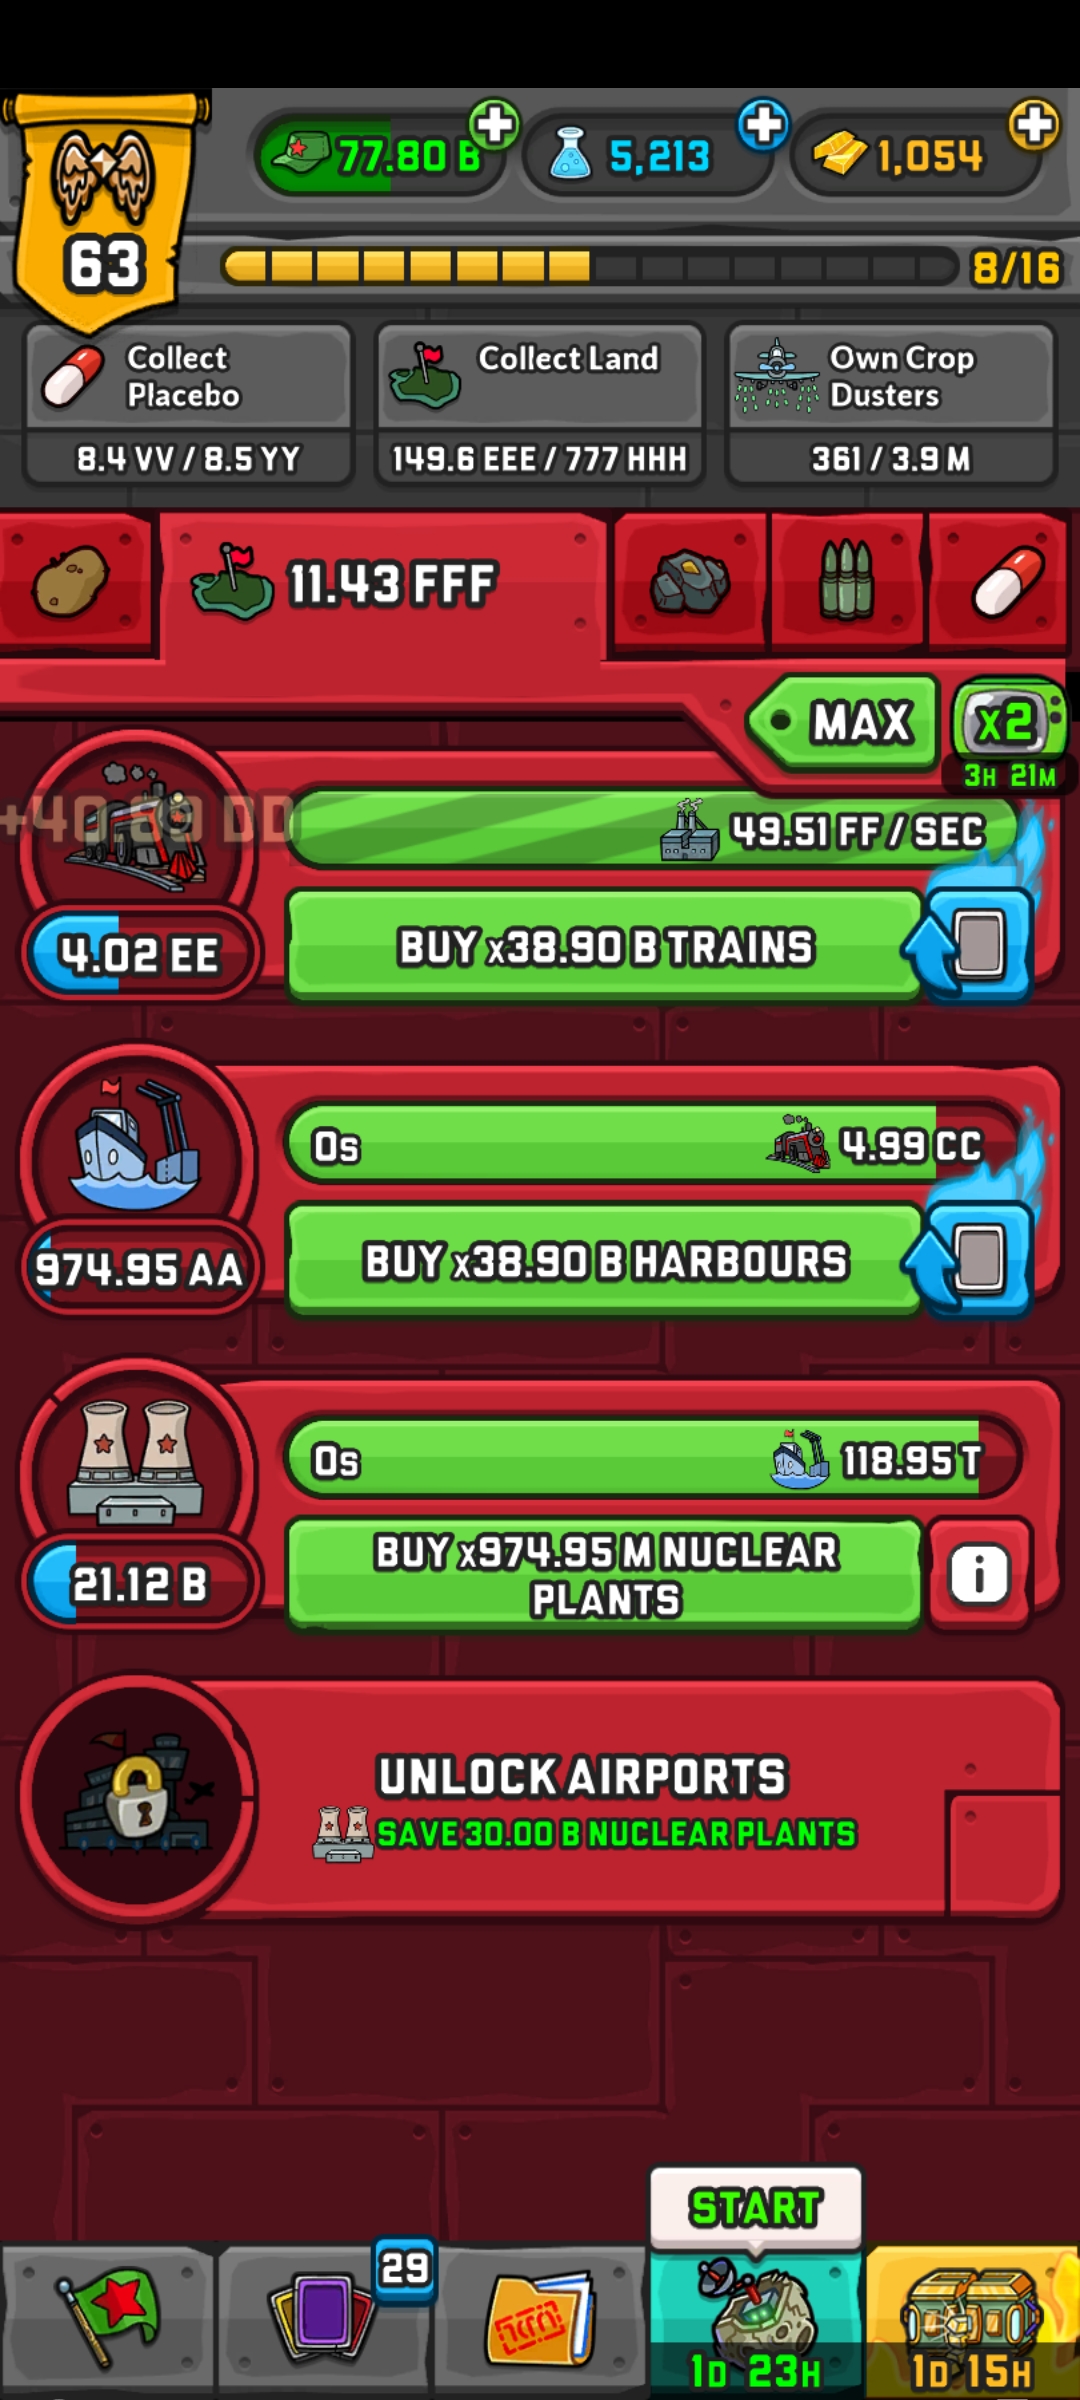 77.80 B
5,213
1,054
63
8/16
Collect
Placebo
8.4 VV / 8.5 YY
Collect Land
149.6 EEE / 777 HHH
Own Crop
Dusters
361 / 3.9 M
11.43 FFF
MAX
x2
3H 21M
49.51 FF / SEC
4.02 EE
BUY x38.90 B TRAINS
0s
4.99 CC
974.95 AA
BUY x38.90 B HARBOURS
0s
118.95 T
21.12 B
BUY x974.95 M NUCLEAR
PLANTS
i
UNLOCK AIRPORTS
SAVE 30.00 B NUCLEAR PLANTS
START
29
1D 23H
1D 15H